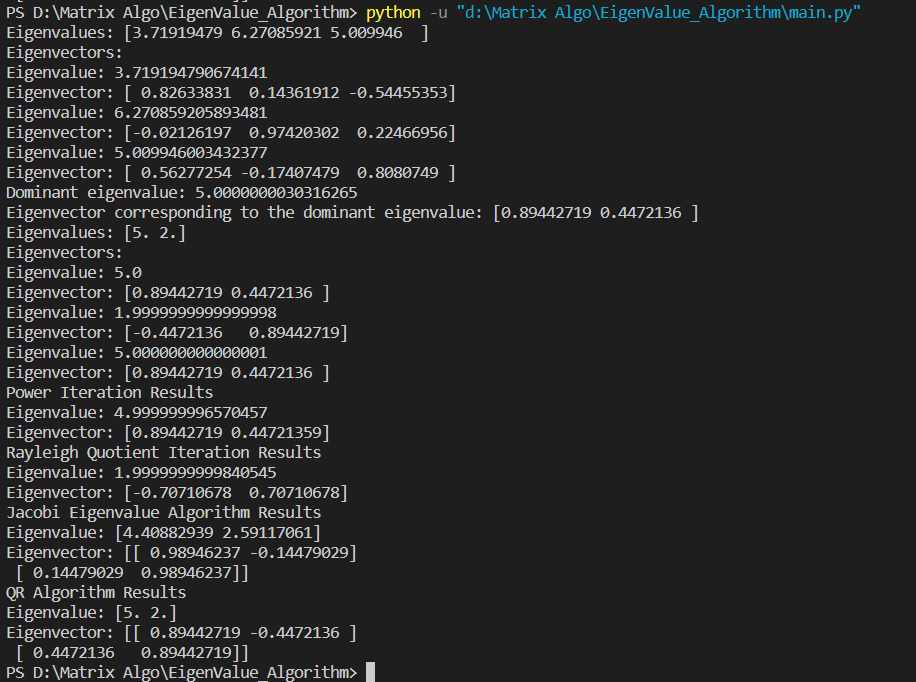 PS D:\Matrix Algo\EigenValue_Algorithm> python -u "d:\Matrix Algo\EigenValue_Algorithm\main.py"
Eigenvalues: [3.71919479 6.27085921 5.009946  ]
Eigenvectors:
Eigenvalue: 3.719194790674141
Eigenvector: [ 0.82633831  0.14361912 -0.54455353]
Eigenvalue: 6.270859205893481
Eigenvector: [-0.02126197  0.97420302  0.22466956]
Eigenvalue: 5.009946003432377
Eigenvector: [ 0.56277254 -0.17407479  0.8080749 ]
Dominant eigenvalue: 5.0000000030316265
Eigenvector corresponding to the dominant eigenvalue: [0.89442719 0.4472136 ]
Eigenvalues: [5. 2.]
Eigenvectors:
Eigenvalue: 5.0
Eigenvector: [0.89442719 0.4472136 ]
Eigenvalue: 1.9999999999999998
Eigenvector: [-0.4472136   0.89442719]
Eigenvalue: 5.000000000000001
Eigenvector: [0.89442719 0.4472136 ]
Power Iteration Results
Eigenvalue: 4.999999996570457
Eigenvector: [0.89442719 0.44721359]
Rayleigh Quotient Iteration Results
Eigenvalue: 1.9999999999840545
Eigenvector: [-0.70710678  0.70710678]
Jacobi Eigenvalue Algorithm Results
Eigenvalue: [4.40882939 2.59117061]
Eigenvector: [[ 0.98946237 -0.14479029]
 [ 0.14479029  0.98946237]]
QR Algorithm Results
Eigenvalue: [5. 2.]
Eigenvector: [[ 0.89442719 -0.4472136 ]
 [ 0.4472136   0.89442719]]
PS D:\Matrix Algo\EigenValue_Algorithm>